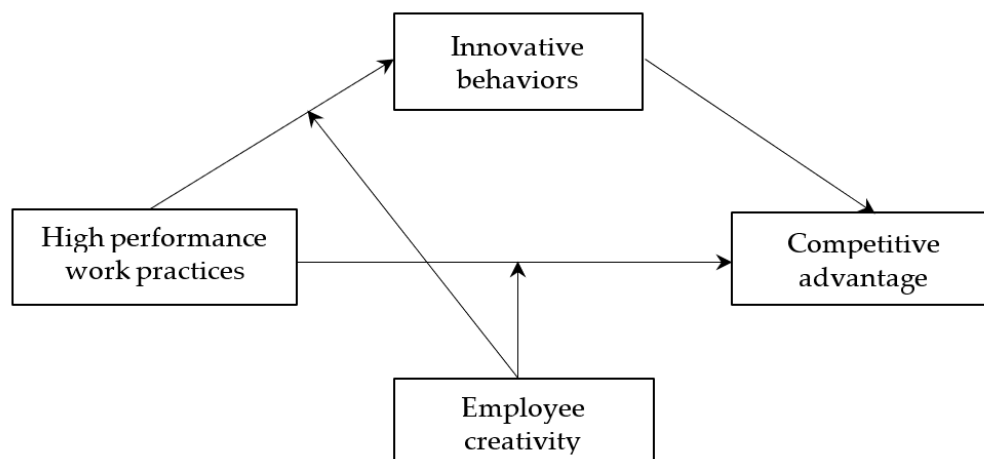 Innovative
behaviors
High performance
work practices
Competitive
advantage
Employee
creativity